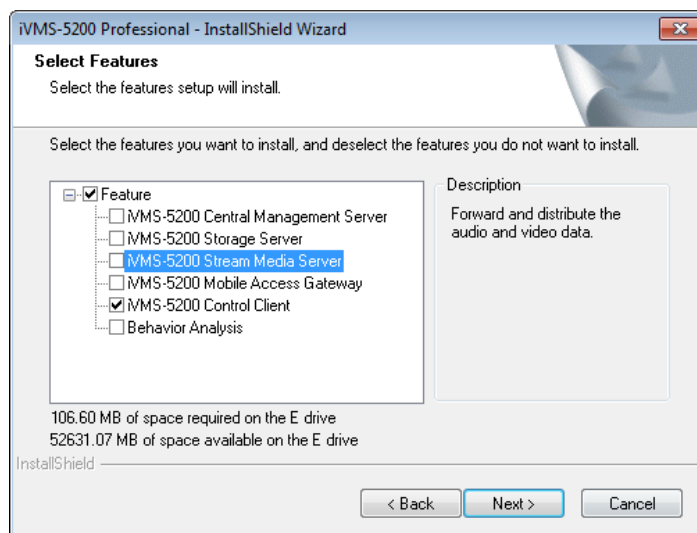 iVMS-5200 Professional - InstallShield Wizard
Select Features
Select the features setup will install.
Select the features you want to install, and deselect the features you do not want to install.
Feature
iVMS-5200 Central Management Server
iVMS-5200 Storage Server
iVMS-5200 Stream Media Server
iVMS-5200 Mobile Access Gateway
iVMS-5200 Control Client
Behavior Analysis
Description
Forward and distribute the
audio and video data.
106.60 MB of space required on the E drive
52631.07 MB of space available on the E drive
InstallShield
< Back
Next >
Cancel